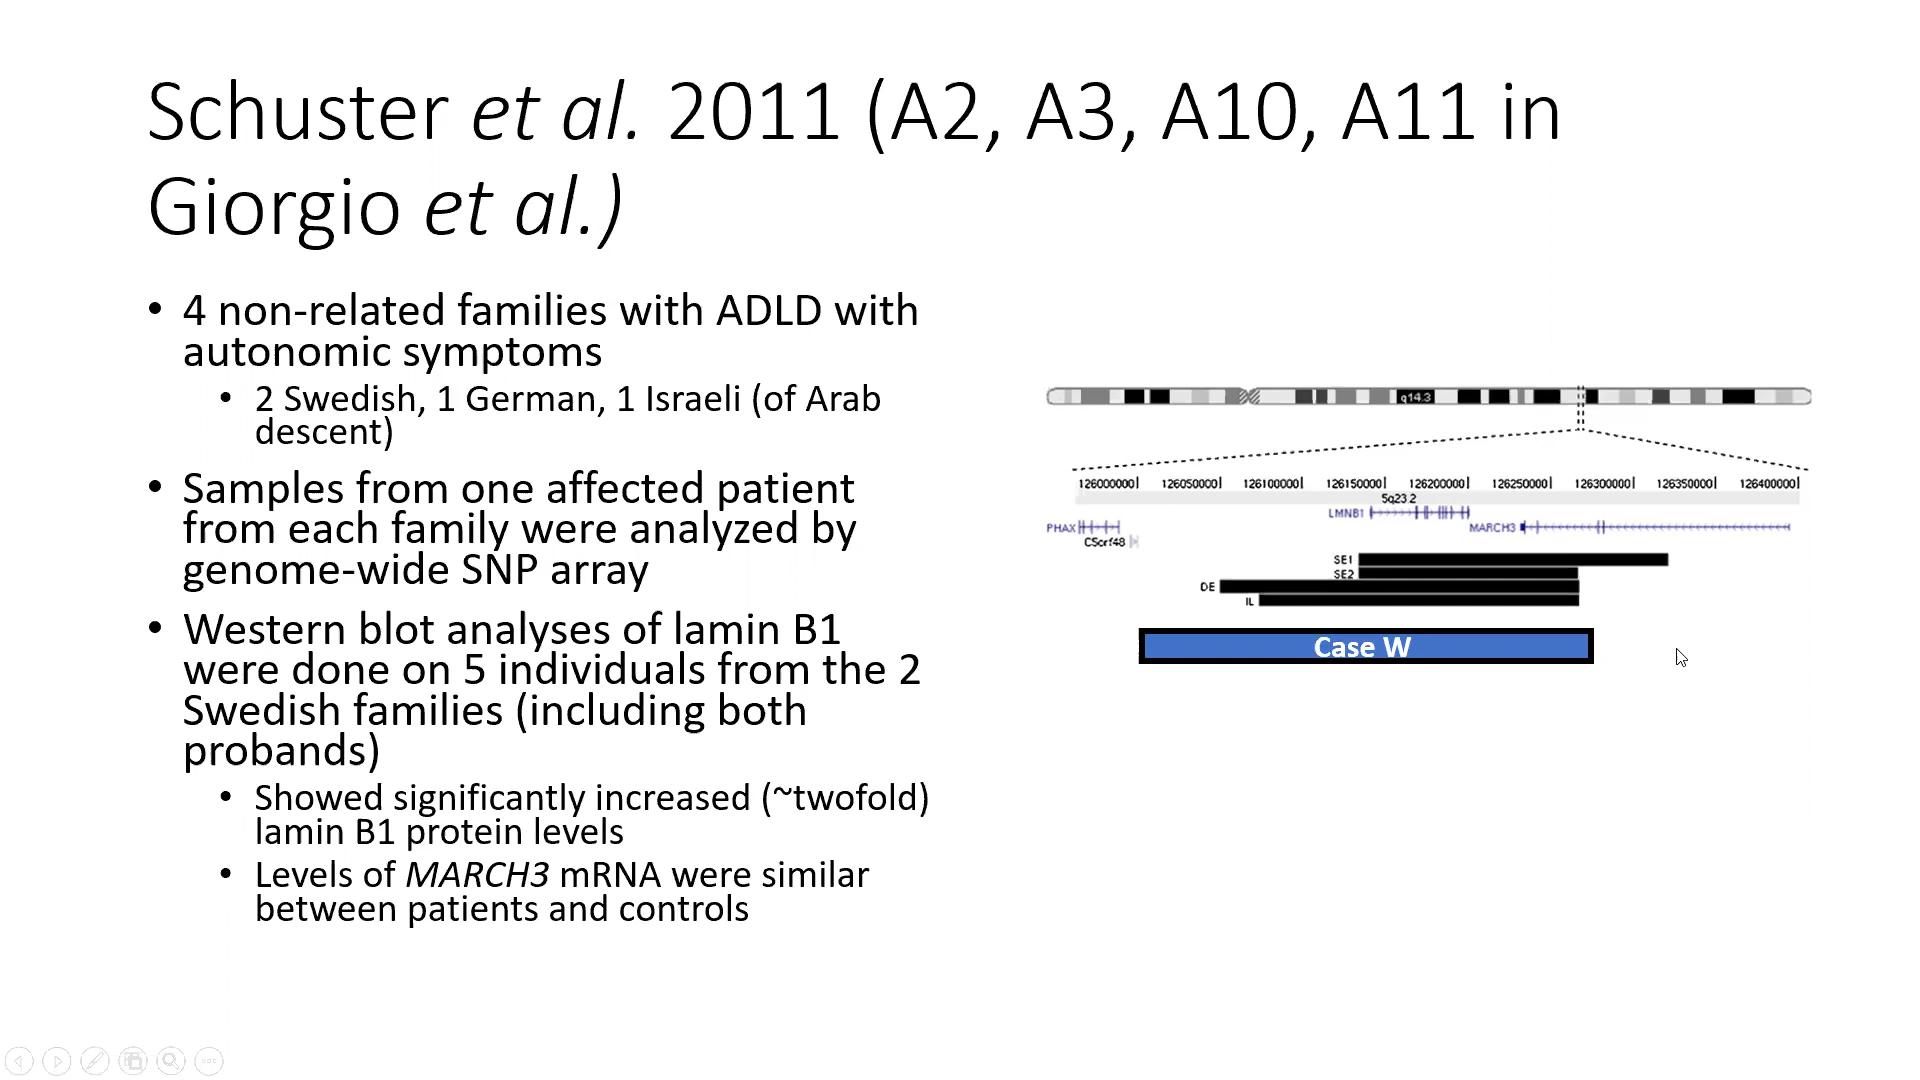 Schuster et al. 2011 (A2, A3, A10, A11 in
Giorgio et al.)
• 4 non-related families with ADLD with
autonomic symptoms
• 2 Swedish, 1 German, 1 Israeli (of Arab
descent)
• Samples from one affected patient
from each family were analyzed by
genome-wide SNP array
• Western blot analyses of lamin B1
were done on 5 individuals from the 2
Swedish families (including both
probands)
• Showed significantly increased (~twofold)
lamin B1 protein levels
• Levels of MARCH3 mRNA were similar
between patients and controls
q14.3
126000000| 126050000| 126100000| 126150000| 126200000| 126250000| 126300000| 126350000| 126400000|
5q23.2
LMNB1
PHAX
MARCH3
C5orf48
SE1
SE2
DE
IL
Case W